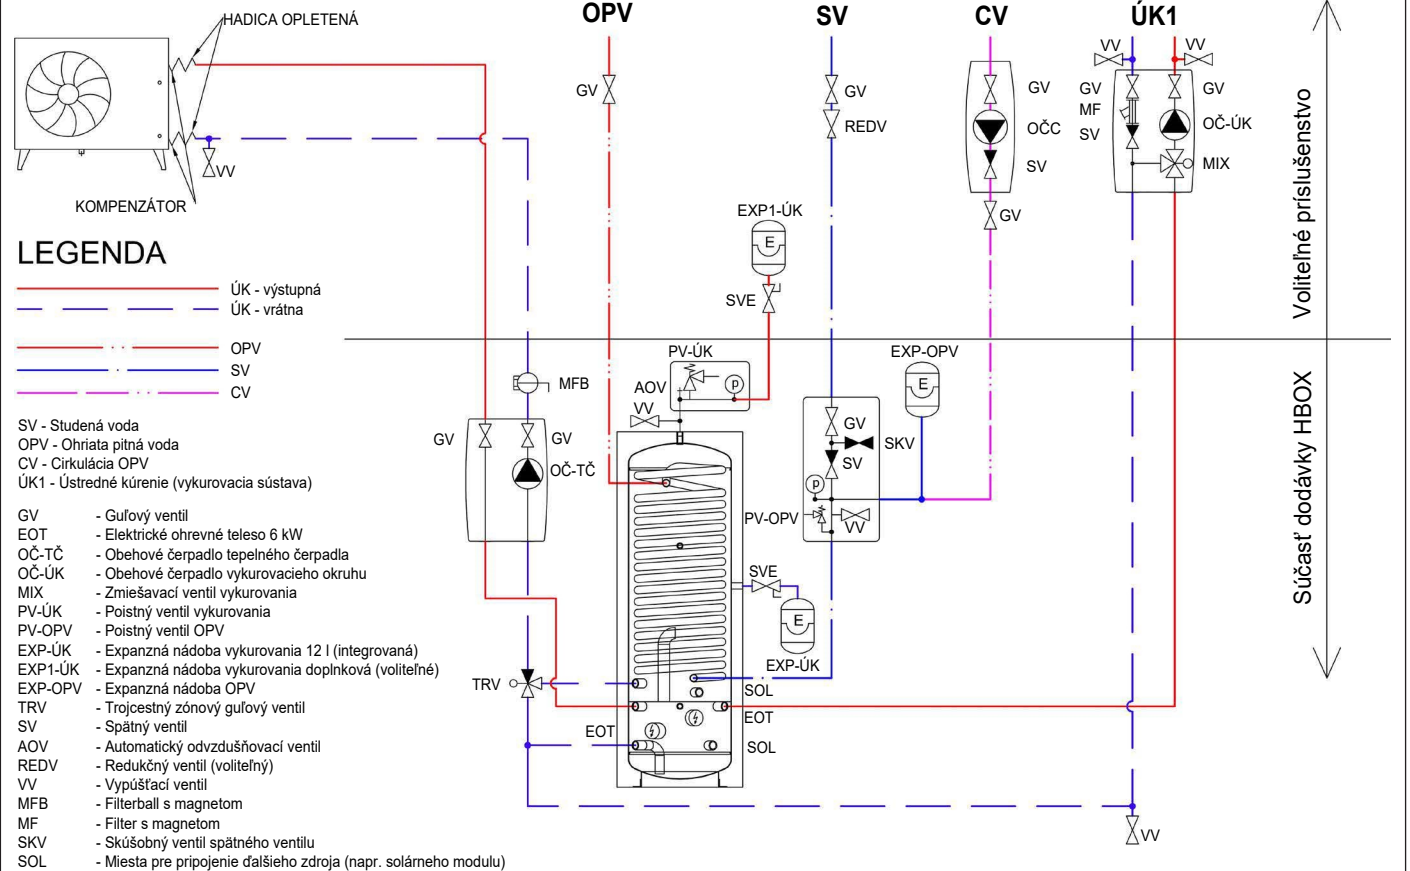 HADICA OPLETENÁ
OPV
SV
CV
ÚK1
VV
VV
GV
GV
REDV
GV
OČC
SV
GV
GV
MF
SV
GV
OČ-ÚK
MIX
VV
KOMPENZÁTOR
Voliteľné príslušenstvo
EXP1-ÚK
E
SVE
LEGENDA
ÚK - výstupná
ÚK - vrátna
OPV
SV
CV
SV - Studená voda
OPV - Ohriata pitná voda
CV - Cirkulácia OPV
ÚK1 - Ústredné kúrenie (vykurovacia sústava)
GV - Guľový ventil
EOT - Elektrické ohrevné teleso 6 kW
OČ-TČ - Obehové čerpadlo tepelného čerpadla
OČ-ÚK - Obehové čerpadlo vykurovacieho okruhu
MIX - Zmiešavací ventil vykurovania
PV-ÚK - Poistný ventil vykurovania
PV-OPV - Poistný ventil OPV
EXP-ÚK - Expanzná nádoba vykurovania 12 l (integrovaná)
EXP1-ÚK - Expanzná nádoba vykurovania doplnková (voliteľné)
EXP-OPV - Expanzná nádoba OPV
TRV - Trojcestný zónový guľový ventil
SV - Spätný ventil
AOV - Automatický odvzdušňovací ventil
REDV - Redukčný ventil (voliteľný)
VV - Vypúšťací ventil
MFB - Filterball s magnetom
MF - Filter s magnetom
SKV - Skúšobný ventil spätného ventilu
SOL - Miesta pre pripojenie ďalšieho zdroja (napr. solárneho modulu)
MFB
GV
GV
OČ-TČ
PV-ÚK
AOV
p
VV
EXP-OPV
E
GV
SKV
SV
p
PV-OPV
VV
SVE
E
EXP-ÚK
TRV
SOL
EOT
EOT
SOL
VV
Súčasť dodávky HBOX